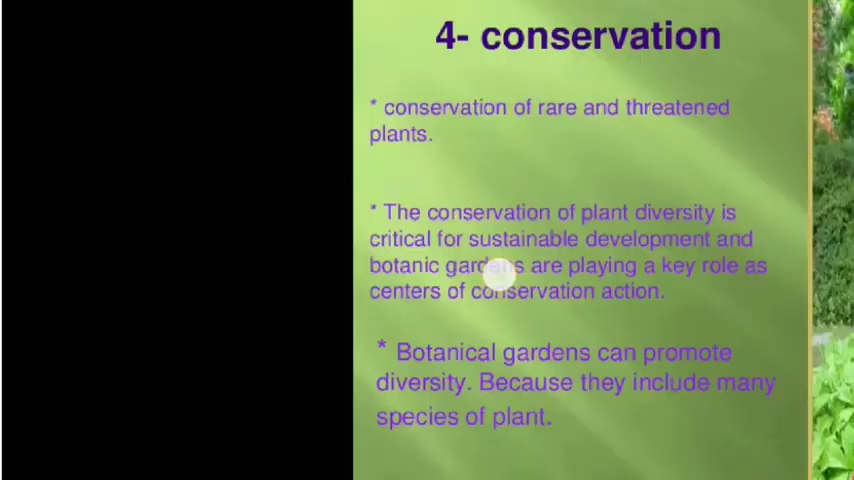 4- conservation
* conservation of rare and threatened
plants.
* The conservation of plant diversity is
critical for sustainable development and
botanic gardens are playing a key role as
centers of conservation action.
* Botanical gardens can promote
diversity. Because they include many
species of plant.